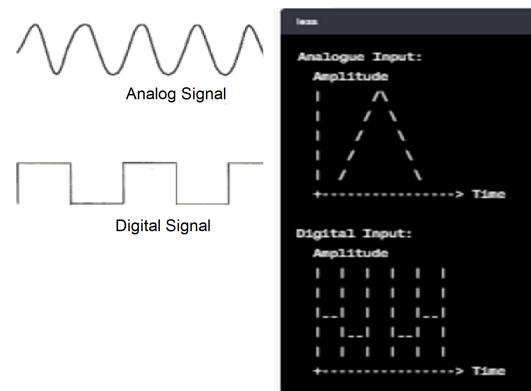 Analog Signal
Digital Signal
less
Analogue Input:
Amplitude
Time
Digital Input:
Amplitude
Time